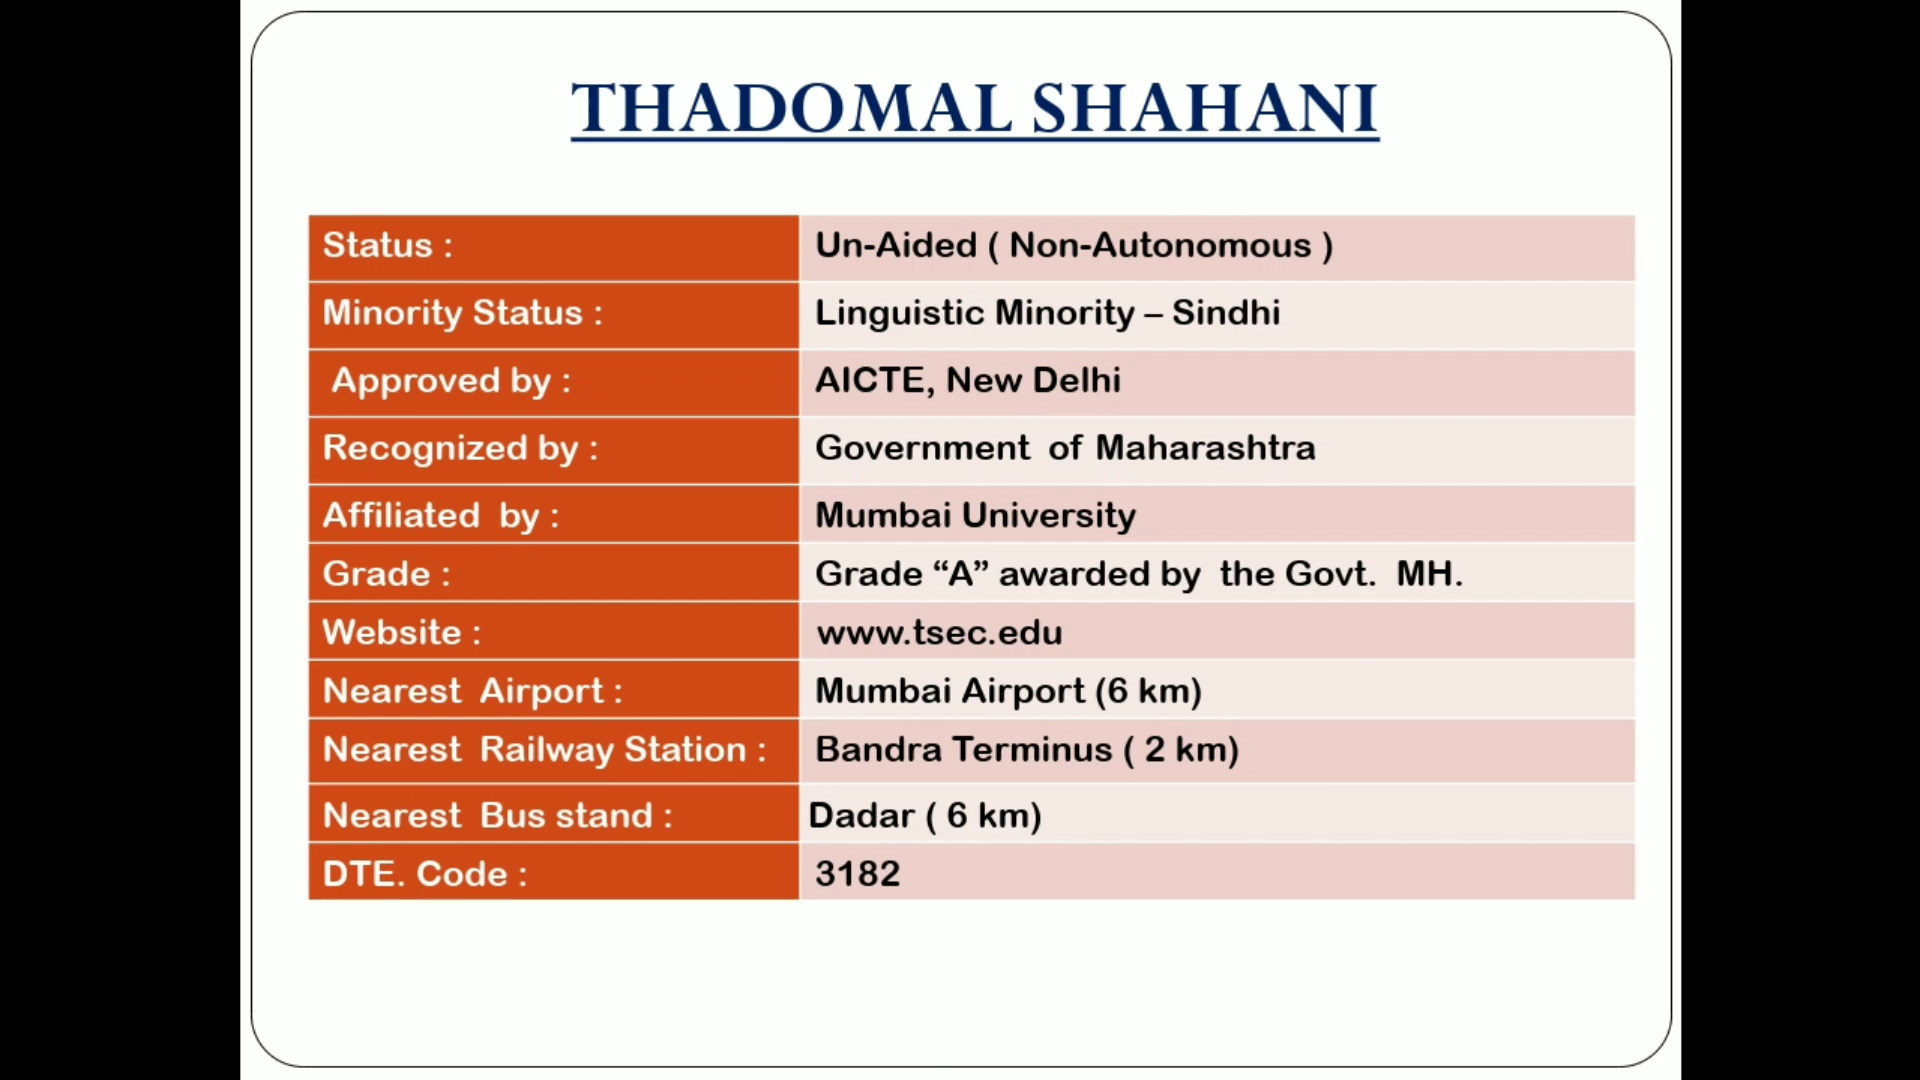 THADOMAL SHAHANI
Status : Un-Aided ( Non-Autonomous )
Minority Status : Linguistic Minority – Sindhi
Approved by : AICTE, New Delhi
Recognized by : Government of Maharashtra
Affiliated by : Mumbai University
Grade : Grade “A” awarded by the Govt. MH.
Website : www.tsec.edu
Nearest Airport : Mumbai Airport (6 km)
Nearest Railway Station : Bandra Terminus ( 2 km)
Nearest Bus stand : Dadar ( 6 km)
DTE. Code : 3182